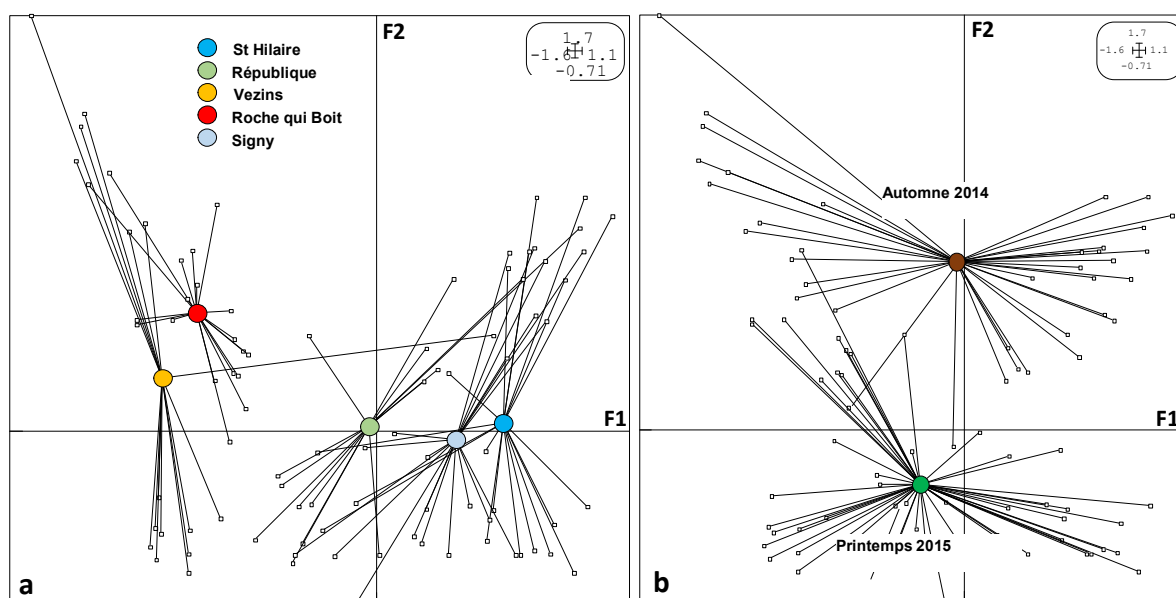 F2
1.7
-1.6 1.1
-0.71
St Hilaire
République
Vezins
Roche qui Boit
Signy
F1
a
F2
1.7
-1.6 1.1
-0.71
Automne 2014
F1
Printemps 2015
b